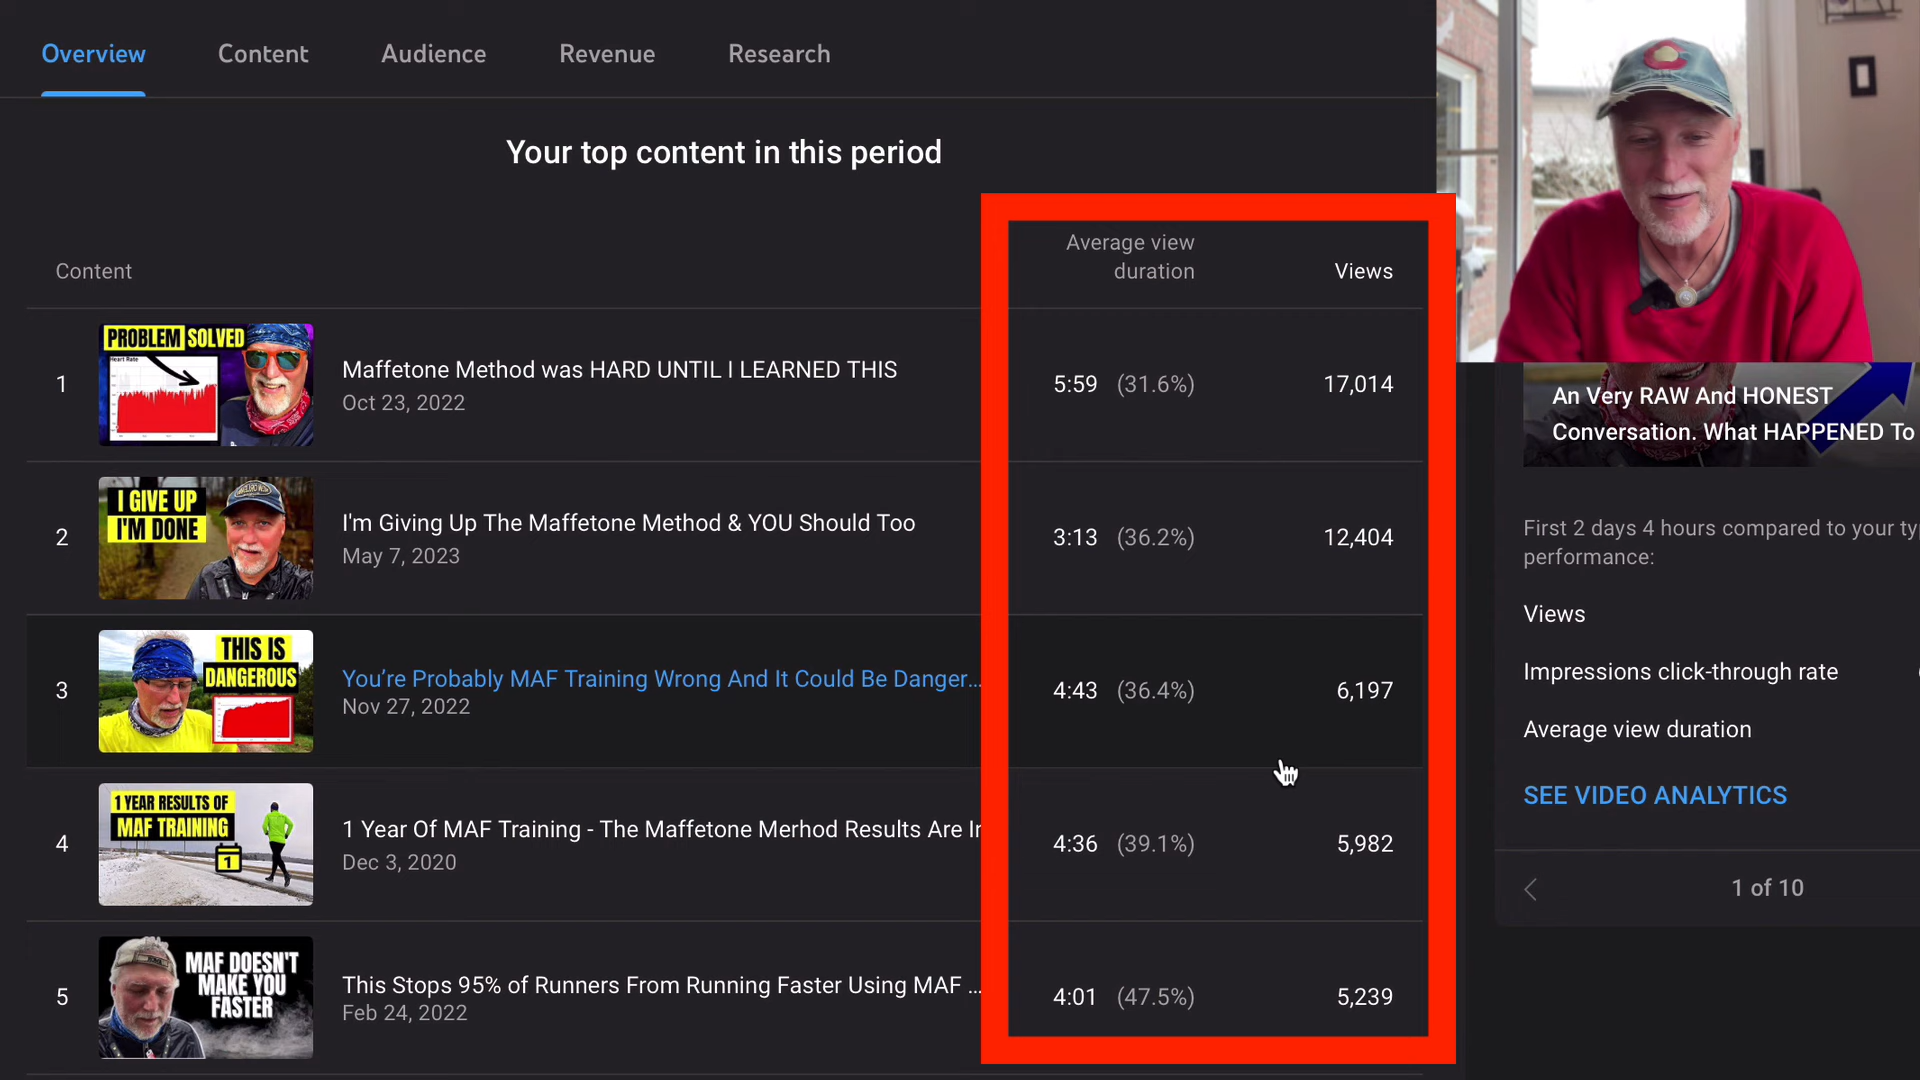 Overview Content Audience Revenue Research
Your top content in this period
Content
Average view
duration
Views
1
PROBLEM SOLVED
Heart Rate
Maffetone Method was HARD UNTIL I LEARNED THIS
Oct 23, 2022
5:59 (31.6%) 17,014
2
I GIVE UP
I'M DONE
I'm Giving Up The Maffetone Method & YOU Should Too
May 7, 2023
3:13 (36.2%) 12,404
3
THIS IS
DANGEROUS
You’re Probably MAF Training Wrong And It Could Be Danger...
Nov 27, 2022
4:43 (36.4%) 6,197
4
1 YEAR RESULTS OF
MAF TRAINING
1
1 Year Of MAF Training - The Maffetone Merhod Results Are In
Dec 3, 2020
4:36 (39.1%) 5,982
5
MAF DOESN'T
MAKE YOU
FASTER
This Stops 95% of Runners From Running Faster Using MAF ...
Feb 24, 2022
4:01 (47.5%) 5,239
An Very RAW And HONEST
Conversation. What HAPPENED To
First 2 days 4 hours compared to your ty
performance:
Views
Impressions click-through rate
Average view duration
SEE VIDEO ANALYTICS
1 of 10